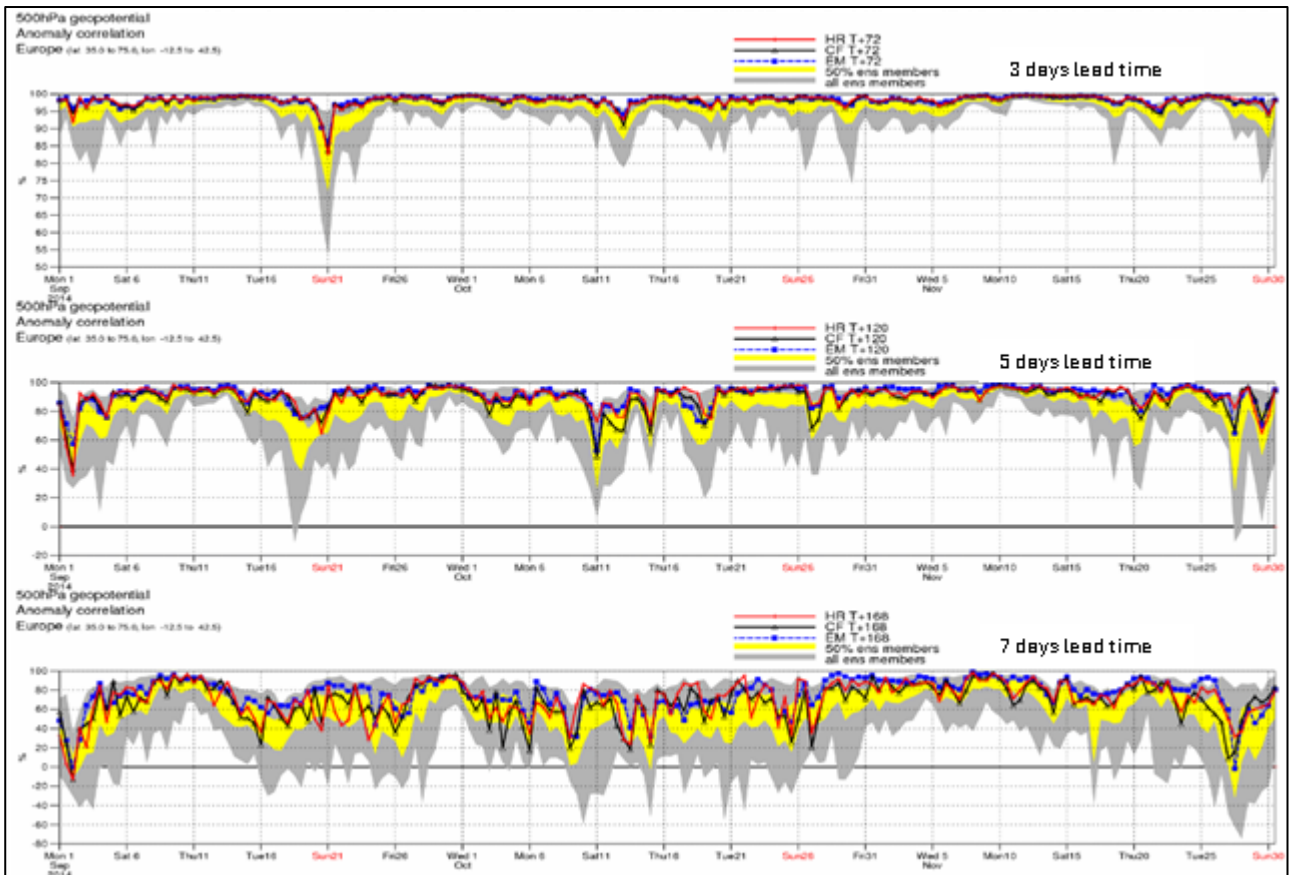 500hPa geopotential
Anomaly correlation
Europe (lat 35.0 to 75.0, lon -12.5 to 42.5)
HR T+72
CF T+72
EM T+72
50% ens members
all ens members
3 days lead time
100
95
90
85
80
75
70
65
60
55
50
%
Mon 1 Sat 6 Thu11 Tue16 Sun21 Fri26 Wed 1 Mon 6 Sat11 Thu16 Tue21 Sun26 Fri31 Wed 5 Mon10 Sat15 Thu20 Tue25 Sun30
Sep Oct Nov
2014
500hPa geopotential
Anomaly correlation
Europe (lat 35.0 to 75.0, lon -12.5 to 42.5)
HR T+120
CF T+120
EM T+120
50% ens members
all ens members
5 days lead time
100
80
60
40
20
0
-20
%
Mon 1 Sat 6 Thu11 Tue16 Sun21 Fri26 Wed 1 Mon 6 Sat11 Thu16 Tue21 Sun26 Fri31 Wed 5 Mon10 Sat15 Thu20 Tue25 Sun30
Sep Oct Nov
2014
500hPa geopotential
Anomaly correlation
Europe (lat 35.0 to 75.0, lon -12.5 to 42.5)
HR T+168
CF T+168
EM T+168
50% ens members
all ens members
7 days lead time
100
80
60
40
20
0
-20
-40
-60
-80
%
Mon 1 Sat 6 Thu11 Tue16 Sun21 Fri26 Wed 1 Mon 6 Sat11 Thu16 Tue21 Sun26 Fri31 Wed 5 Mon10 Sat15 Thu20 Tue25 Sun30
Sep Oct Nov